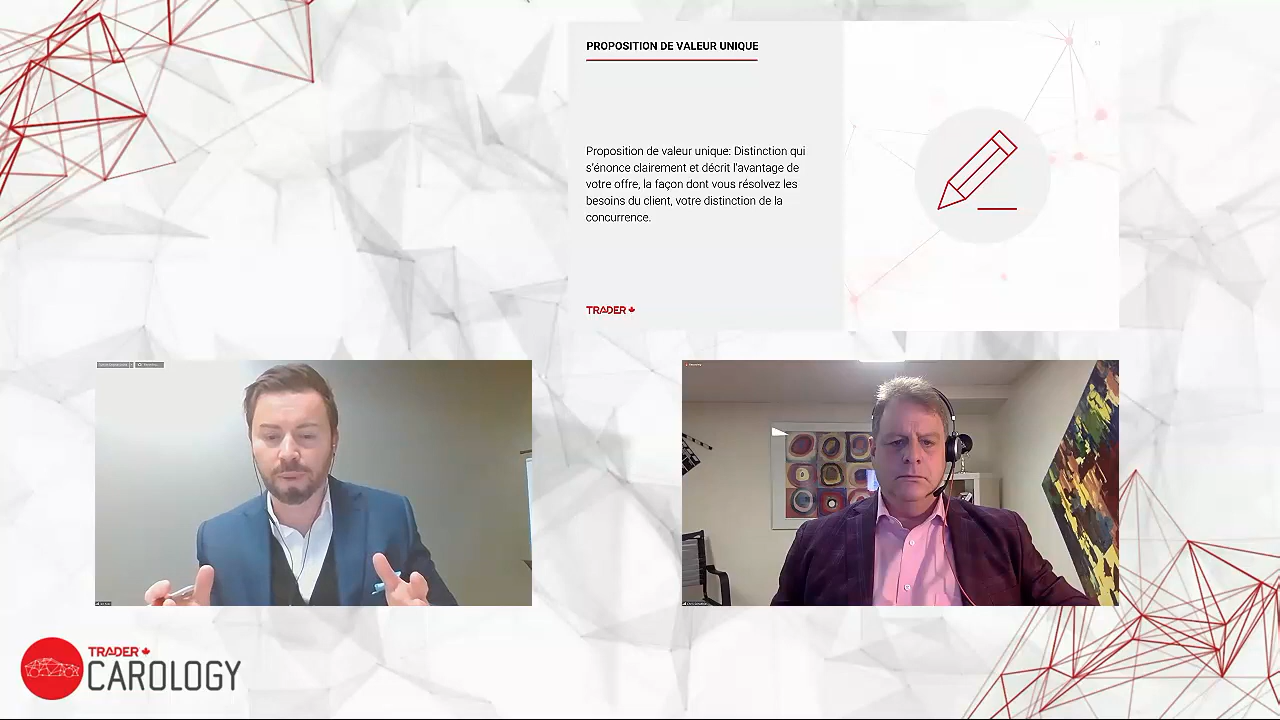 PROPOSITION DE VALEUR UNIQUE
51
Proposition de valeur unique: Distinction qui
s'énonce clairement et décrit l'avantage de
votre offre, la façon dont vous résolvez les
besoins du client, votre distinction de la
concurrence.
TRADER
TRADER
CAROLOGY